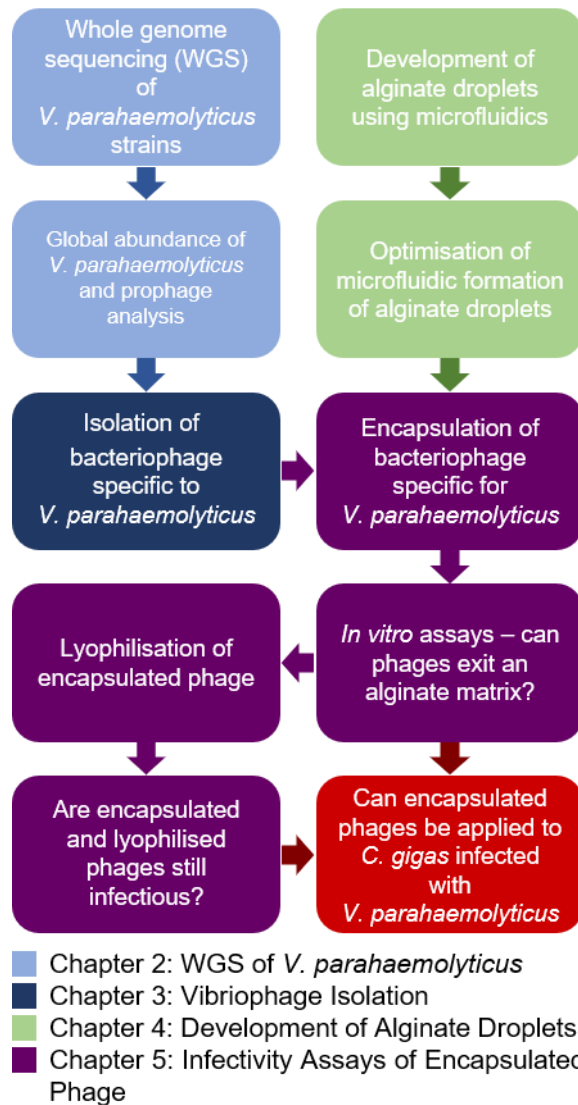 Whole genome
sequencing (WGS)
of
V. parahaemolyticus
strains
Development of
alginate droplets
using microfluidics
Global abundance of
V. parahaemolyticus
and prophage
analysis
Optimisation of
microfluidic formation
of alginate droplets
Isolation of
bacteriophage
specific to
V. parahaemolyticus
Encapsulation of
bacteriophage
specific for
V. parahaemolyticus
Lyophilisation of
encapsulated phage
In vitro assays – can
phages exit an
alginate matrix?
Are encapsulated
and lyophilised
phages still
infectious?
Can encapsulated
phages be applied to
C. gigas infected
with
V. parahaemolyticus
Chapter 2: WGS of V. parahaemolyticus
Chapter 3: Vibriophage Isolation
Chapter 4: Development of Alginate Droplets
Chapter 5: Infectivity Assays of Encapsulated
Phage